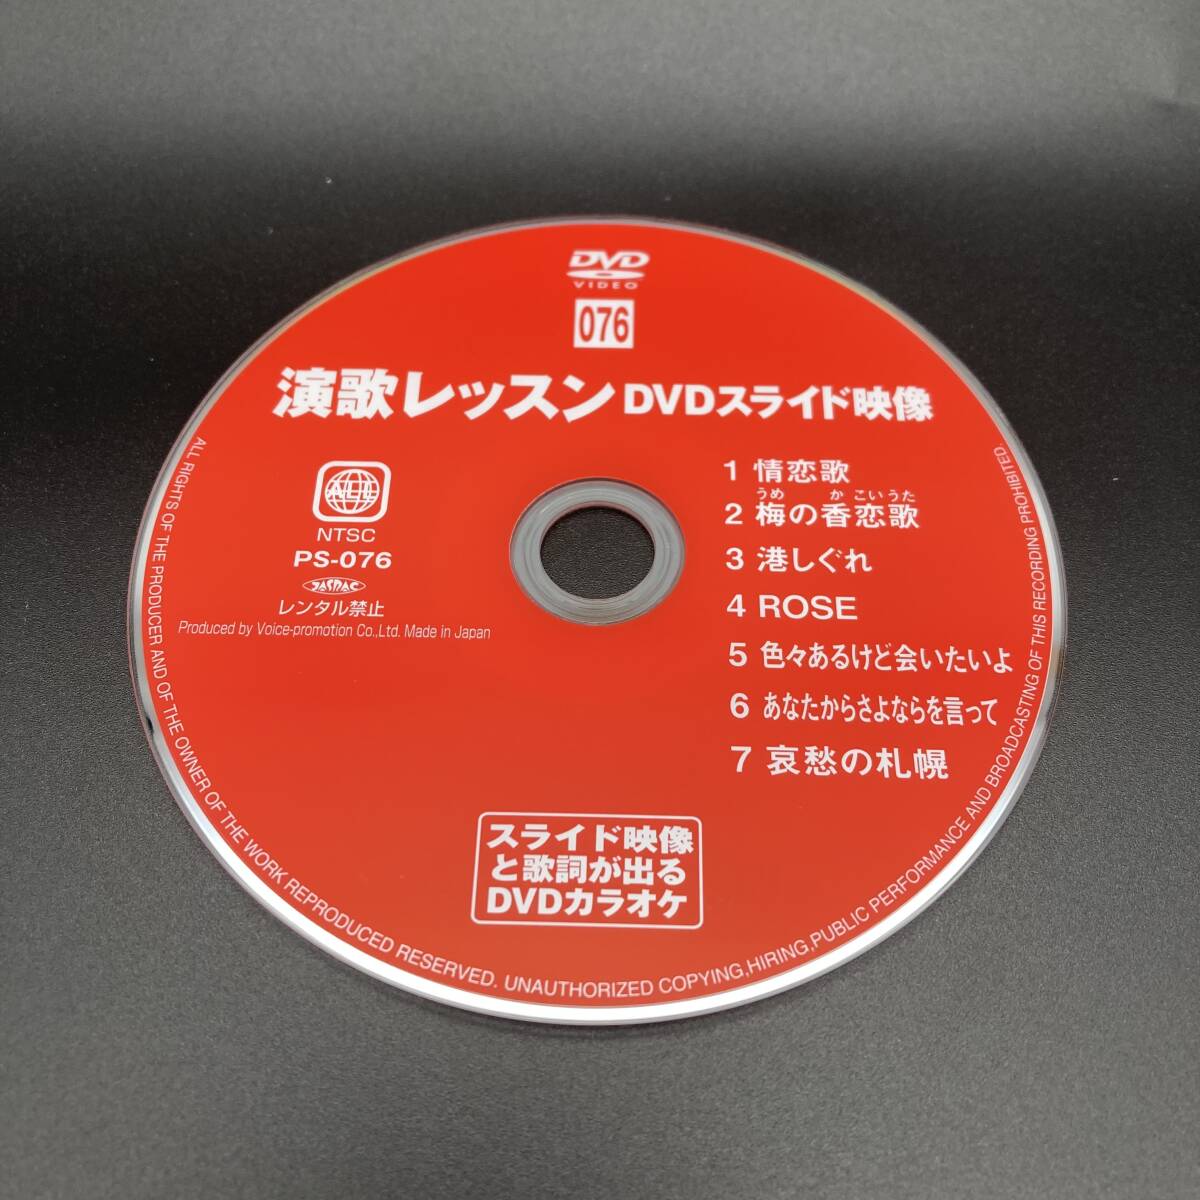 DVD
VIDEO
076
演歌レッスン DVDスライド映像
ALL
NTSC
PS-076
JASRAC
レンタル禁止
Produced by Voice-promotion Co.,Ltd. Made in Japan
1 情恋歌
うめ か こいうた
2 梅の香恋歌
3 港しぐれ
4 ROSE
5 色々あるけど会いたいよ
6 あなたからさよならを言って
7 哀愁の札幌
スライド映像
と歌詞が出る
DVDカラオケ
ALL RIGHTS OF THE PRODUCER AND OF THE OWNER OF THE WORK REPRODUCED RESERVED. UNAUTHORIZED COPYING,HIRING,PUBLIC PERFORMANCE AND BROADCASTING OF THIS RECORDING PROHIBITED.